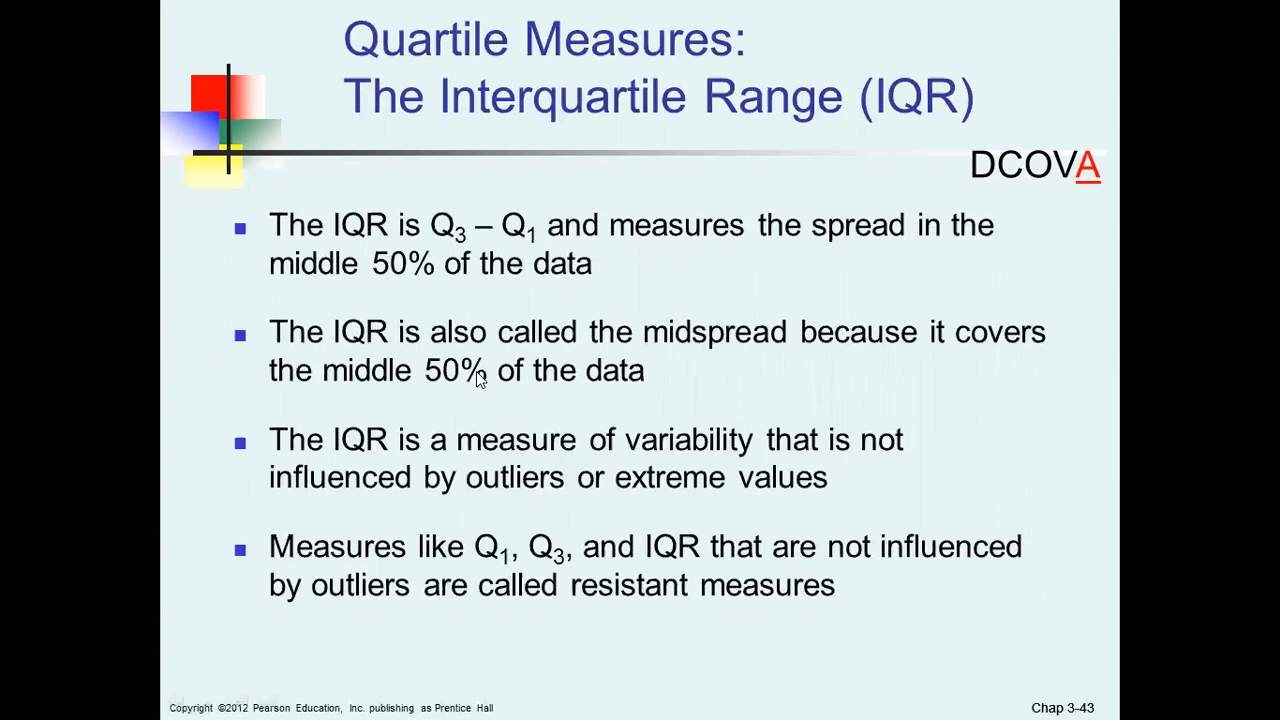 Quartile Measures:
The Interquartile Range (IQR)
DCOVA
The IQR is Q3 – Q1 and measures the spread in the
middle 50% of the data
The IQR is also called the midspread because it covers
the middle 50% of the data
The IQR is a measure of variability that is not
influenced by outliers or extreme values
Measures like Q1, Q3, and IQR that are not influenced
by outliers are called resistant measures
Copyright ©2012 Pearson Education, Inc. publishing as Prentice Hall
Chap 3-43